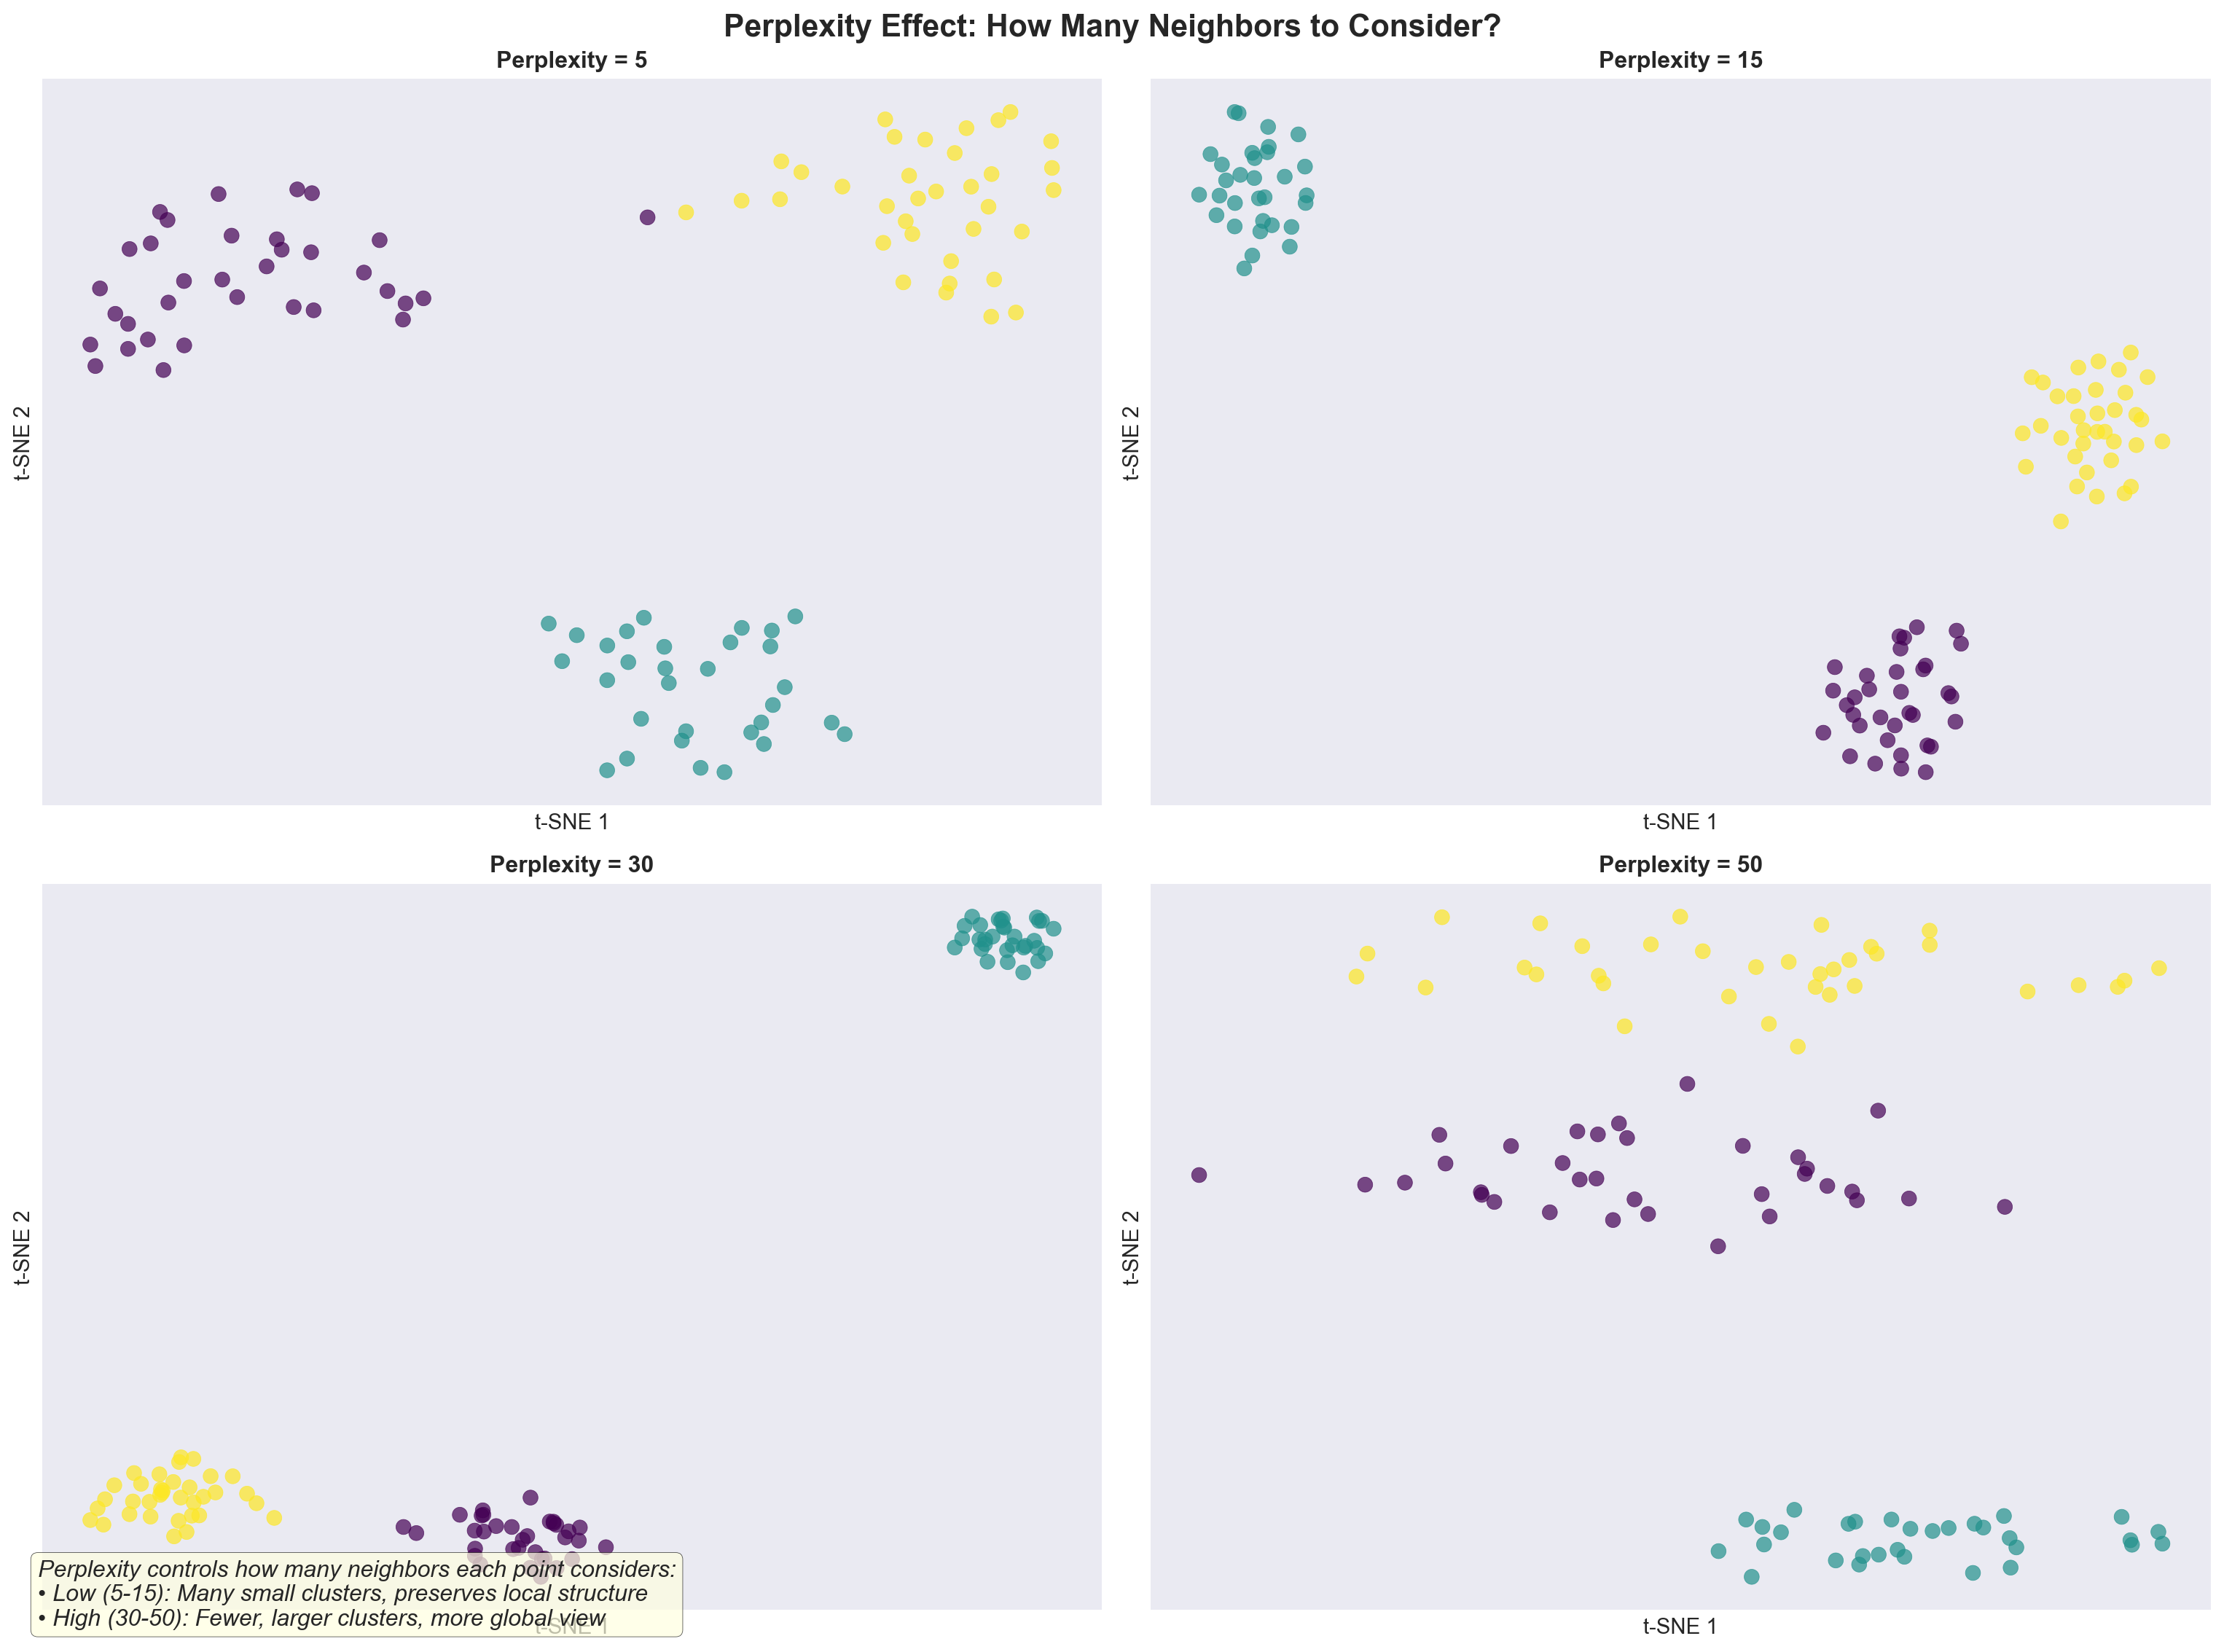 Perplexity Effect: How Many Neighbors to Consider?
Perplexity = 5
t-SNE 2
t-SNE 1
Perplexity = 15
t-SNE 2
t-SNE 1
Perplexity = 30
t-SNE 2
t-SNE 1
Perplexity = 50
t-SNE 2
t-SNE 1
Perplexity controls how many neighbors each point considers:
• Low (5-15): Many small clusters, preserves local structure
• High (30-50): Fewer, larger clusters, more global view